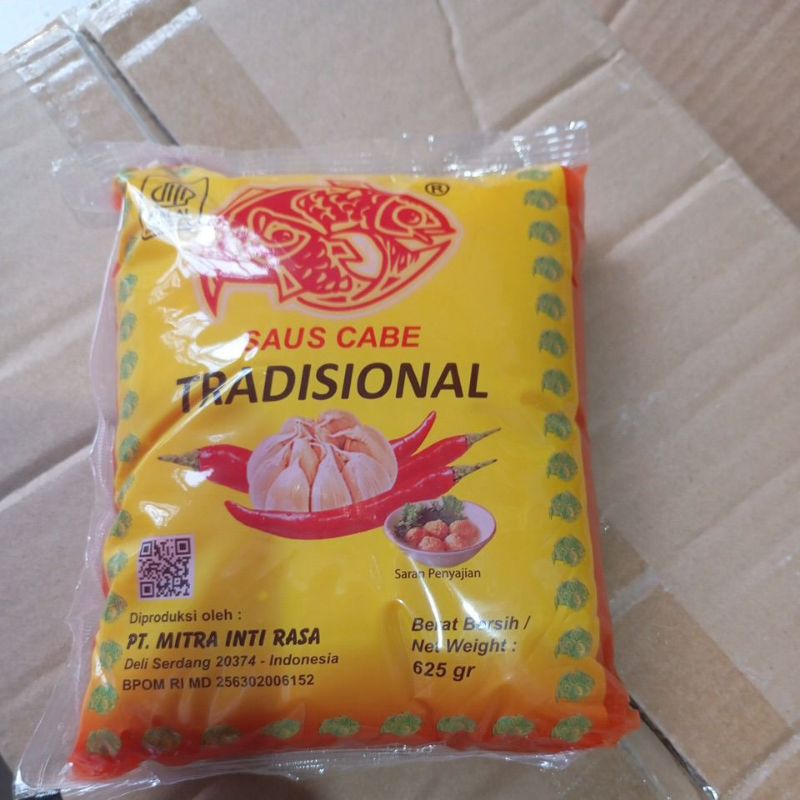 ®
SAUS CABE
TRADISIONAL
Saran Penyajian
Diproduksi oleh :
PT. MITRA INTI RASA
Deli Serdang 20374 - Indonesia
BPOM RI MD 256302006152
Berat Bersih /
Net Weight :
625 gr